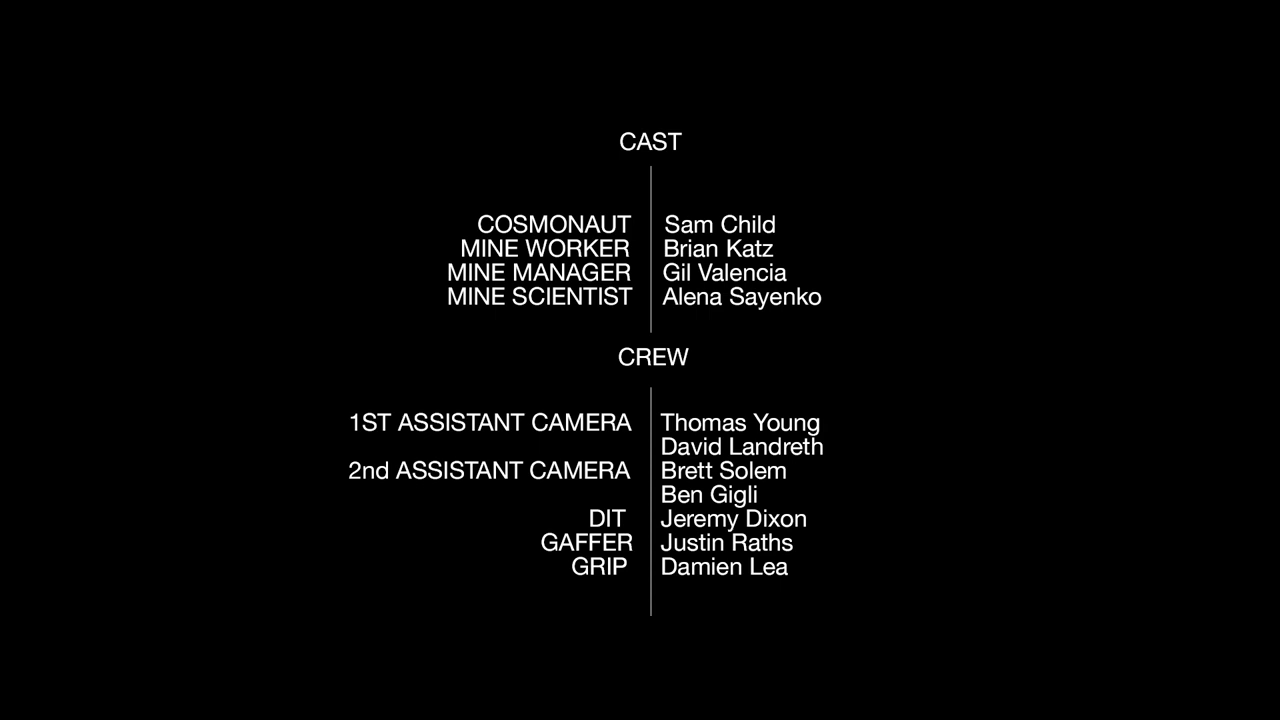 CAST
COSMONAUT Sam Child
MINE WORKER Brian Katz
MINE MANAGER Gil Valencia
MINE SCIENTIST Alena Sayenko
CREW
1ST ASSISTANT CAMERA Thomas Young
David Landreth
2nd ASSISTANT CAMERA Brett Solem
Ben Gigli
DIT Jeremy Dixon
GAFFER Justin Raths
GRIP Damien Lea